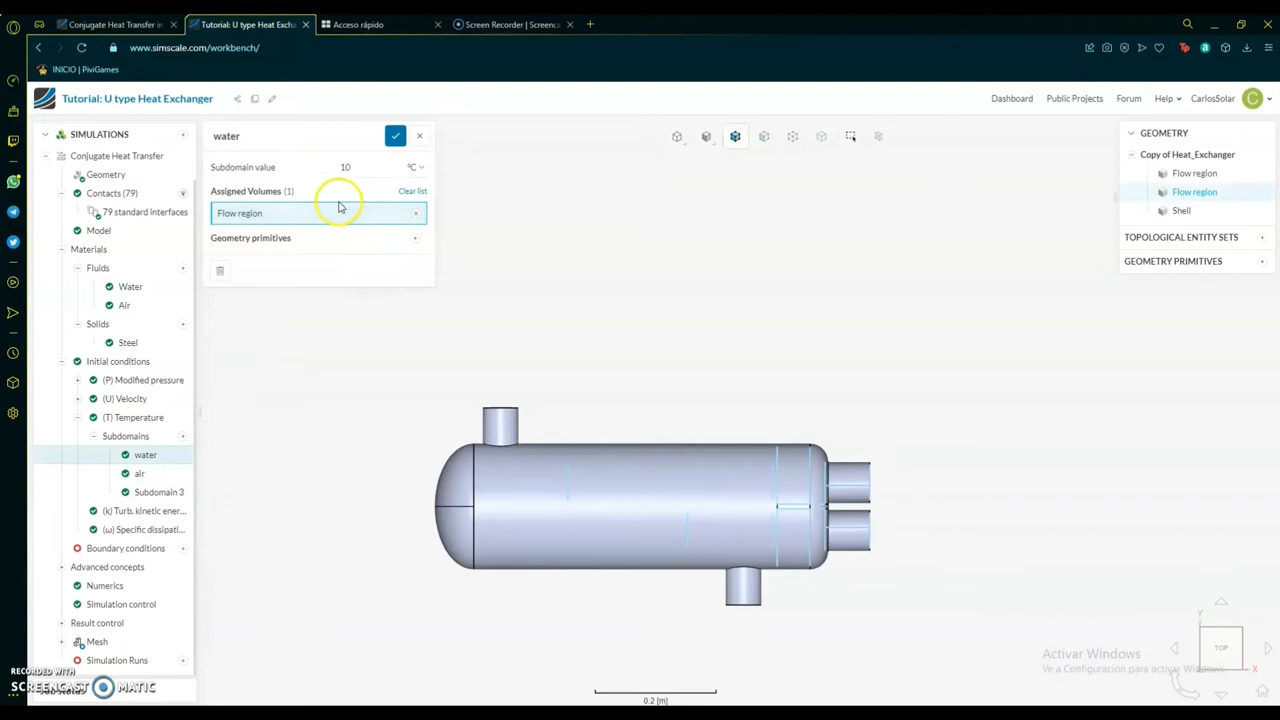 Conjugate Heat Transfer in
Tutorial: U type Heat Exch
Acceso rápido
Screen Recorder | Screenc
www.simscale.com/workbench/
INICIO | PiviGames
Tutorial: U type Heat Exchanger
Dashboard
Public Projects
Forum
Help
CarlosSolar
C
SIMULATIONS
Conjugate Heat Transfer
Geometry
Contacts (79)
79 standard interfaces
Model
Materials
Fluids
Water
Air
Solids
Steel
Initial conditions
(P) Modified pressure
(U) Velocity
(T) Temperature
Subdomains
water
air
Subdomain 3
(k) Turb. kinetic ener...
(ω) Specific dissipati...
Boundary conditions
Advanced concepts
Numerics
Simulation control
Result control
Mesh
Simulation Runs
water
Subdomain value 10 °C
Assigned Volumes (1) Clear list
Flow region
Geometry primitives
GEOMETRY
Copy of Heat_Exchanger
Flow region
Flow region
Shell
TOPOLOGICAL ENTITY SETS
GEOMETRY PRIMITIVES
Y
TOP
X
Activar Windows
Ve a Configuración para activar Windows.
0.2 [m]
RECORDED WITH
SCREENCAST MATIC